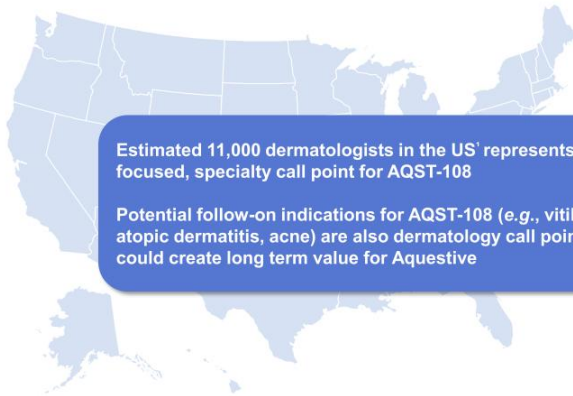 Estimated 11,000 dermatologists in the US¹ represents
focused, specialty call point for AQST-108
Potential follow-on indications for AQST-108 (e.g., vitil
atopic dermatitis, acne) are also dermatology call poin
could create long term value for Aquestive